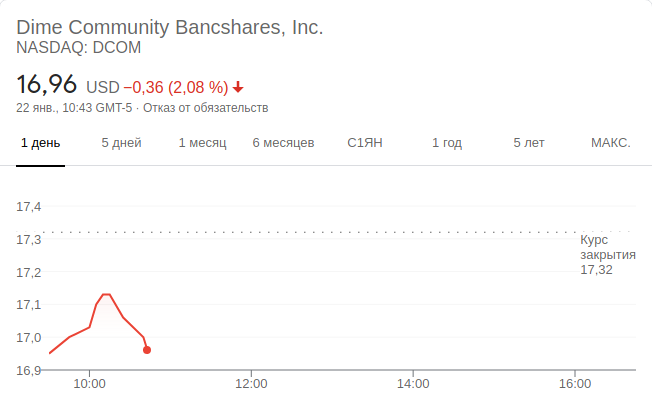 Dime Community Bancshares, Inc.
NASDAQ: DCOM
16,96 USD −0,36 (2,08 %)
22 янв., 10:43 GMT-5 · Отказ от обязательств
1 день 5 дней 1 месяц 6 месяцев С1ЯН 1 год 5 лет МАКС.
17,4
17,3
Курс
закрытия
17,32
17,2
17,1
17,0
16,9
10:00 12:00 14:00 16:00